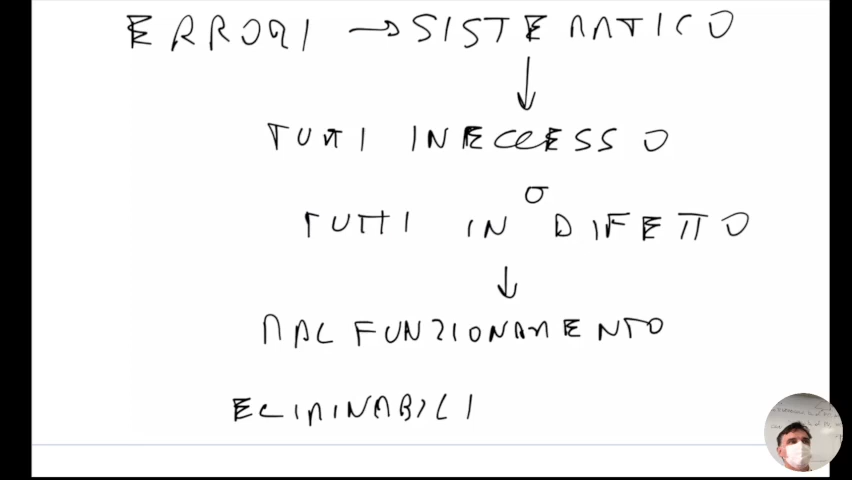 ERRORI → SISTEMATICO
↓
TUTTI IN ECCESSO
O
TUTTI IN DIFETTO
↓
MALFUNZIONAMENTO
ELIMINABILI